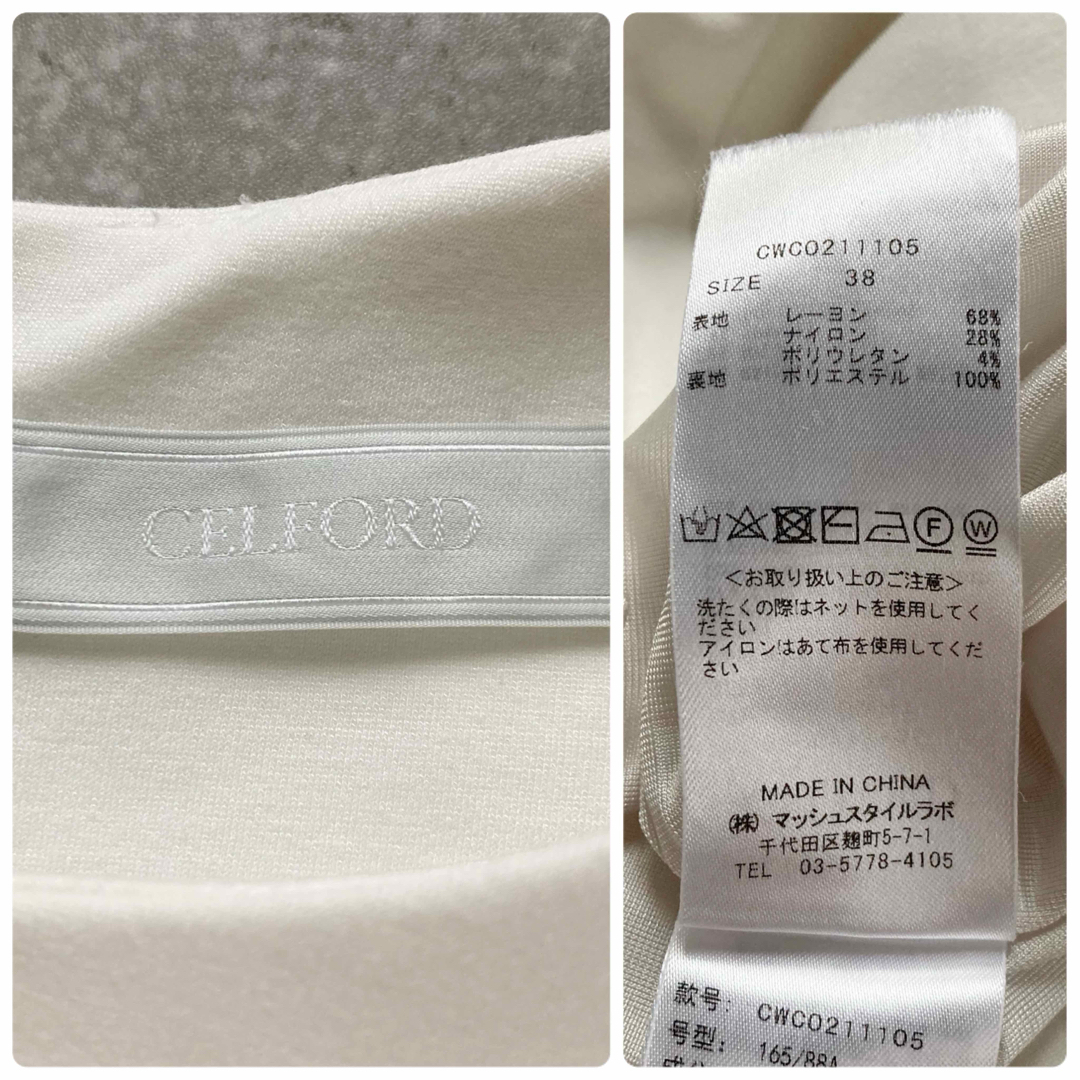 CELFORD
CWCO211105
SIZE 38
表地 レーヨン 68%
ナイロン 28%
ポリウレタン 4%
裏地 ポリエステル 100%
F W
<お取り扱い上のご注意>
洗たくの際はネットを使用してく
ださい
アイロンはあて布を使用してくだ
さい
MADE IN CHINA
(株) マッシュスタイルラボ
千代田区麹町5-7-1
TEL 03-5778-4105
款号: CWCO211105
号型: 165/88A